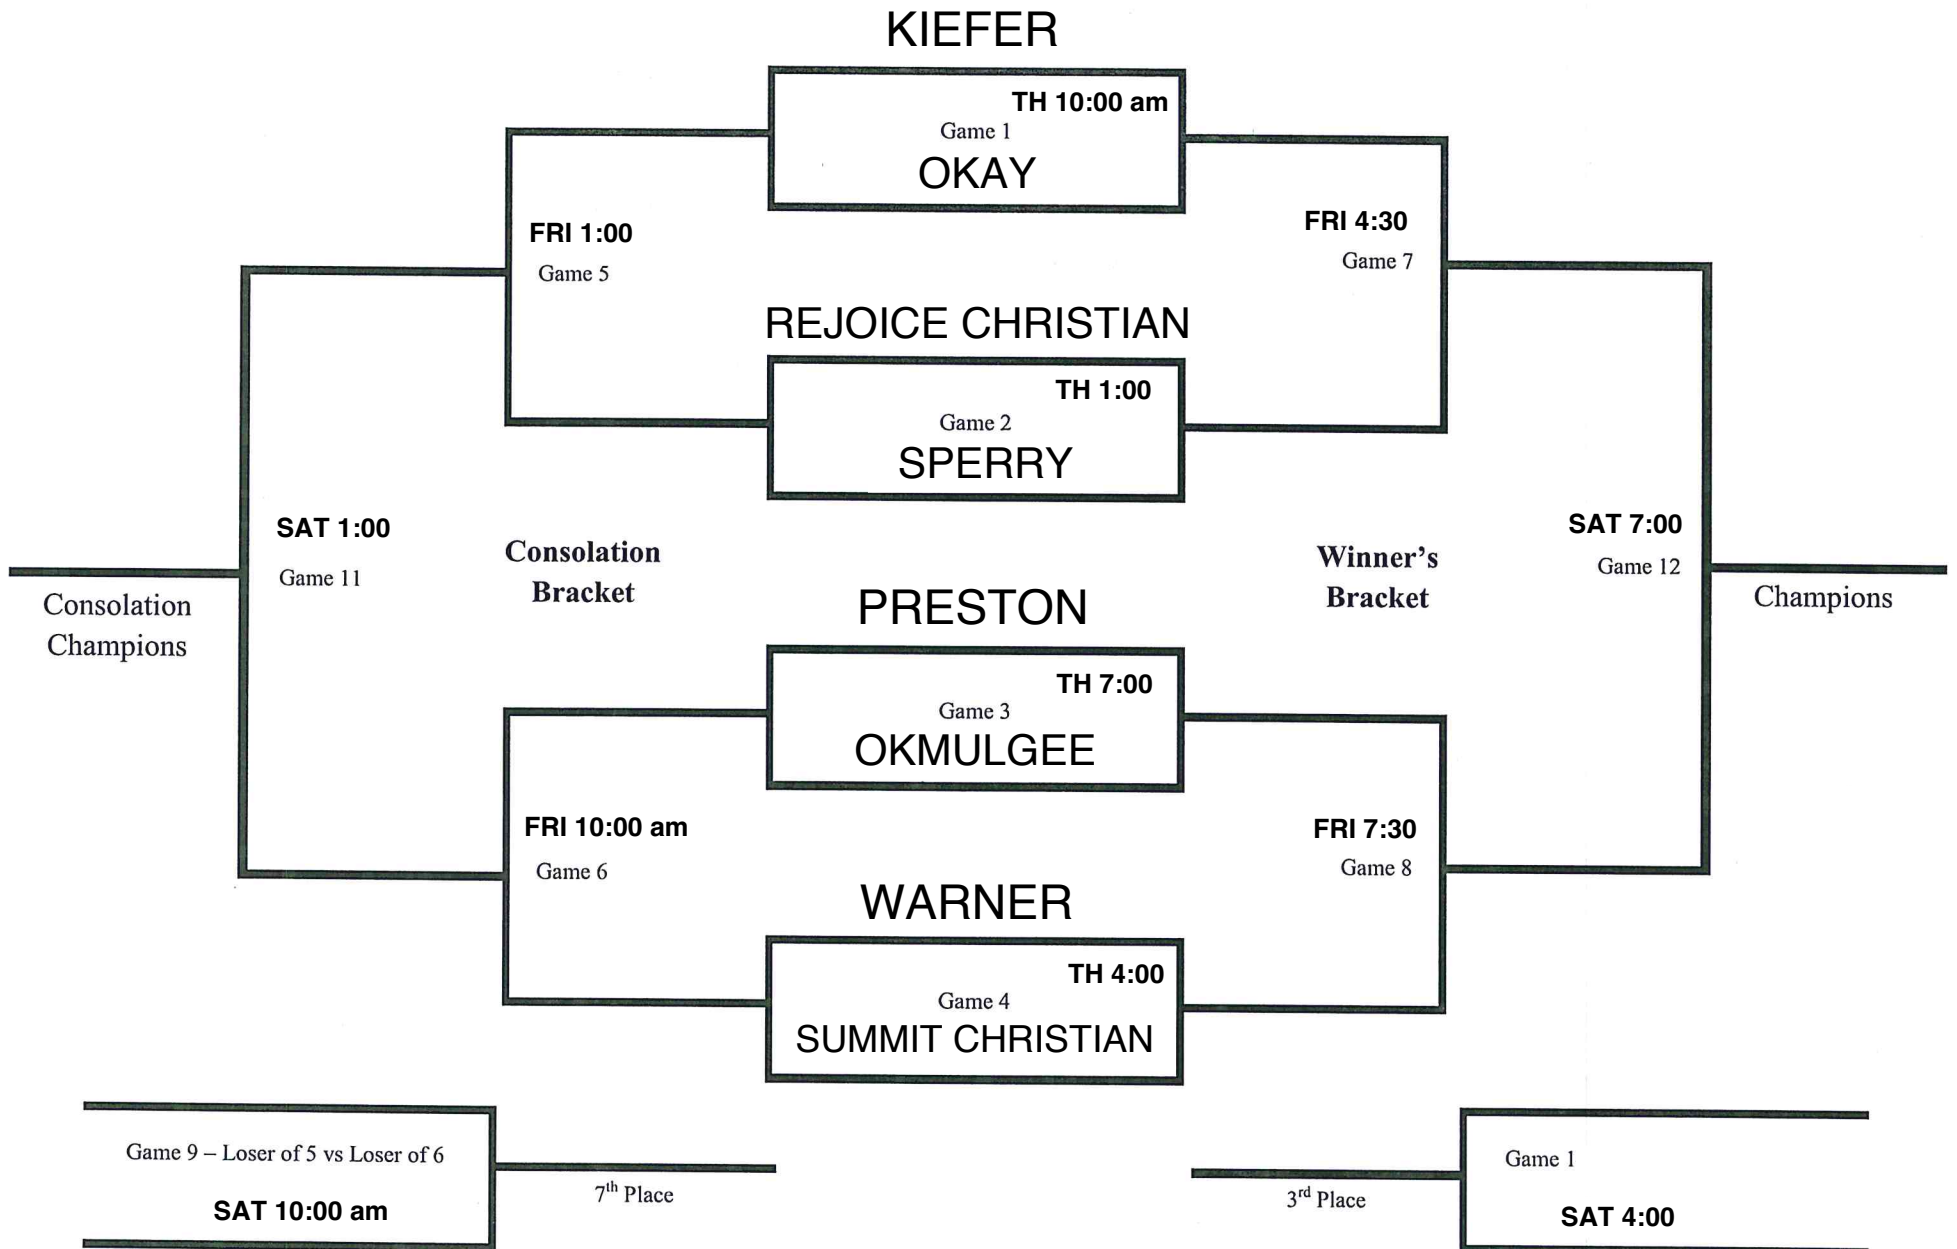 KIEFER
TH 10:00 am
Game 1
OKAY
FRI 1:00
Game 5
FRI 4:30
Game 7
REJOICE CHRISTIAN
TH 1:00
Game 2
SPERRY
SAT 1:00
Game 11
Consolation
Bracket
Winner's
Bracket
SAT 7:00
Game 12
Consolation
Champions
Champions
PRESTON
TH 7:00
Game 3
OKMULGEE
FRI 10:00 am
Game 6
FRI 7:30
Game 8
WARNER
TH 4:00
Game 4
SUMMIT CHRISTIAN
Game 9 – Loser of 5 vs Loser of 6
SAT 10:00 am
7th Place
3rd Place
Game 1
SAT 4:00